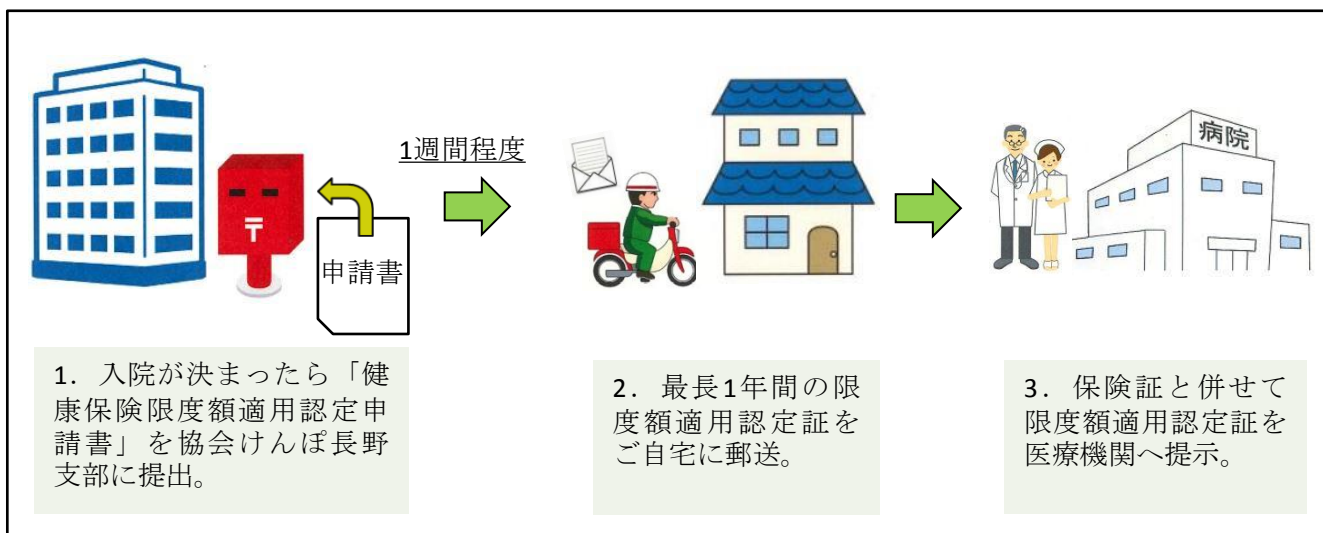 1週間程度
申請書
病院
1. 入院が決まったら「健
康保険限度額適用認定申
請書」を協会けんぽ長野
支部に提出。
2. 最長1年間の限
度額適用認定証を
ご自宅に郵送。
3. 保険証と併せて
限度額適用認定証を
医療機関へ提示。